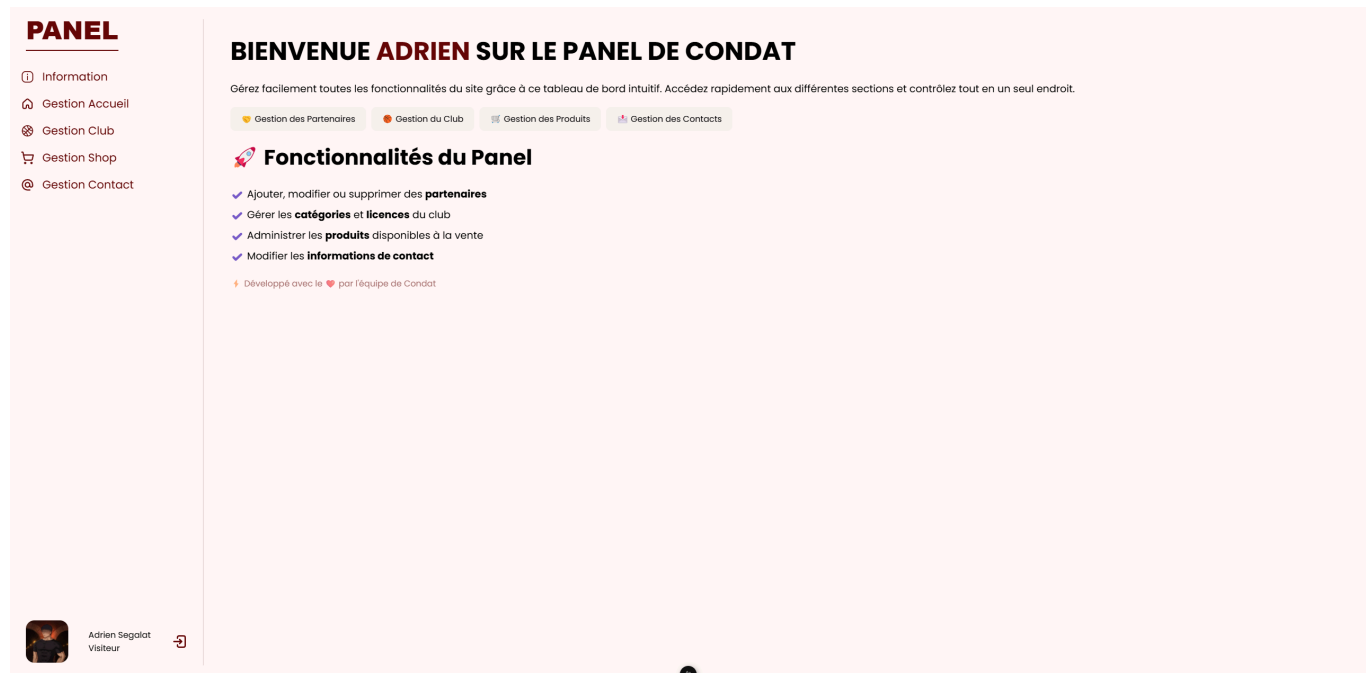 PANEL
Information
Gestion Accueil
Gestion Club
Gestion Shop
Gestion Contact
Adrien Segalat
Visiteur
BIENVENUE ADRIEN SUR LE PANEL DE CONDAT
Gérez facilement toutes les fonctionnalités du site grâce à ce tableau de bord intuitif. Accédez rapidement aux différentes sections et contrôlez tout en un seul endroit.
🤝 Gestion des Partenaires 🏀 Gestion du Club 🛒 Gestion des Produits 📩 Gestion des Contacts
🚀 Fonctionnalités du Panel
✔ Ajouter, modifier ou supprimer des partenaires
✔ Gérer les catégories et licences du club
✔ Administrer les produits disponibles à la vente
✔ Modifier les informations de contact
⚡ Développé avec le ❤️ par l'équipe de Condat